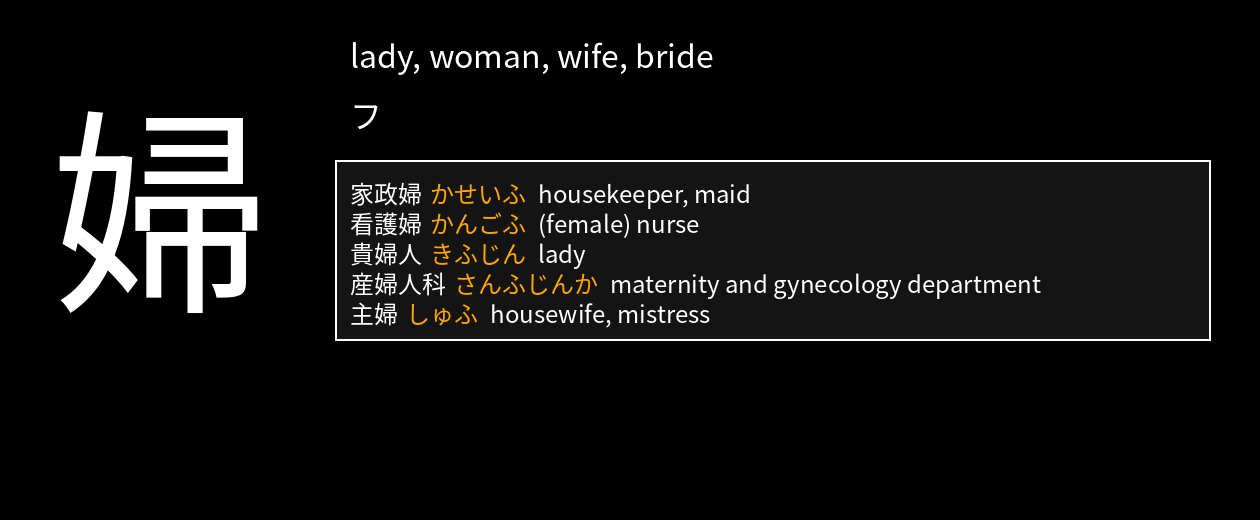 婦
lady, woman, wife, bride
フ
家政婦 かせいふ housekeeper, maid
看護婦 かんごふ (female) nurse
貴婦人 きふじん lady
産婦人科 さんふじんか maternity and gynecology department
主婦 しゅふ housewife, mistress